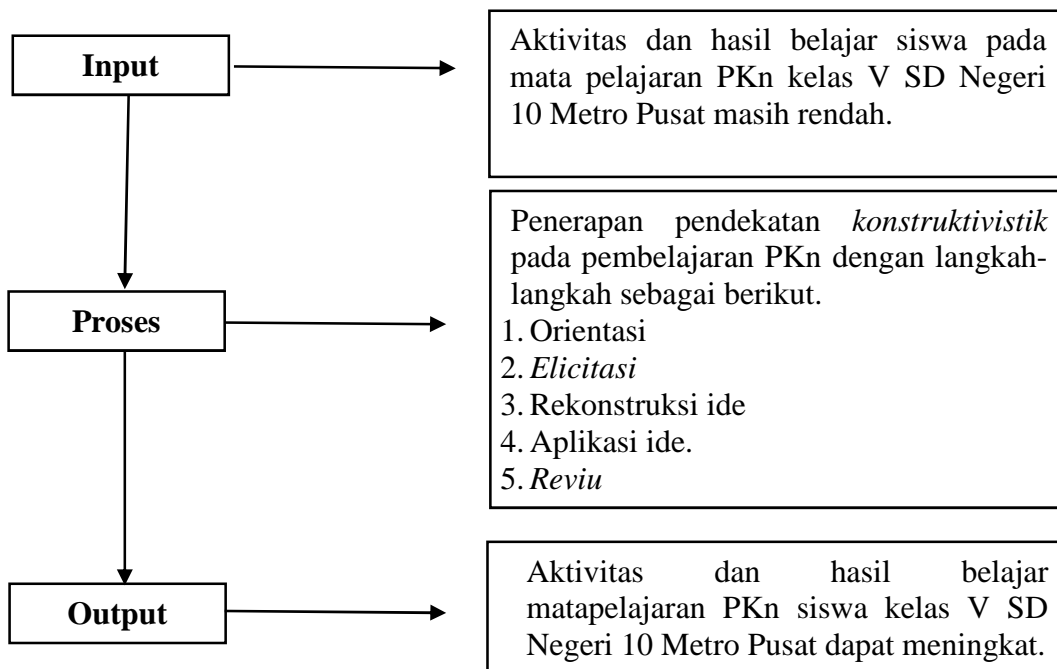 Input
Aktivitas dan hasil belajar siswa pada
mata pelajaran PKn kelas V SD Negeri
10 Metro Pusat masih rendah.
Proses
Penerapan pendekatan konstruktivistik
pada pembelajaran PKn dengan langkah-
langkah sebagai berikut.
1. Orientasi
2. Elicitasi
3. Rekonstruksi ide
4. Aplikasi ide.
5. Reviu
Output
Aktivitas dan hasil belajar
matapelajaran PKn siswa kelas V SD
Negeri 10 Metro Pusat dapat meningkat.